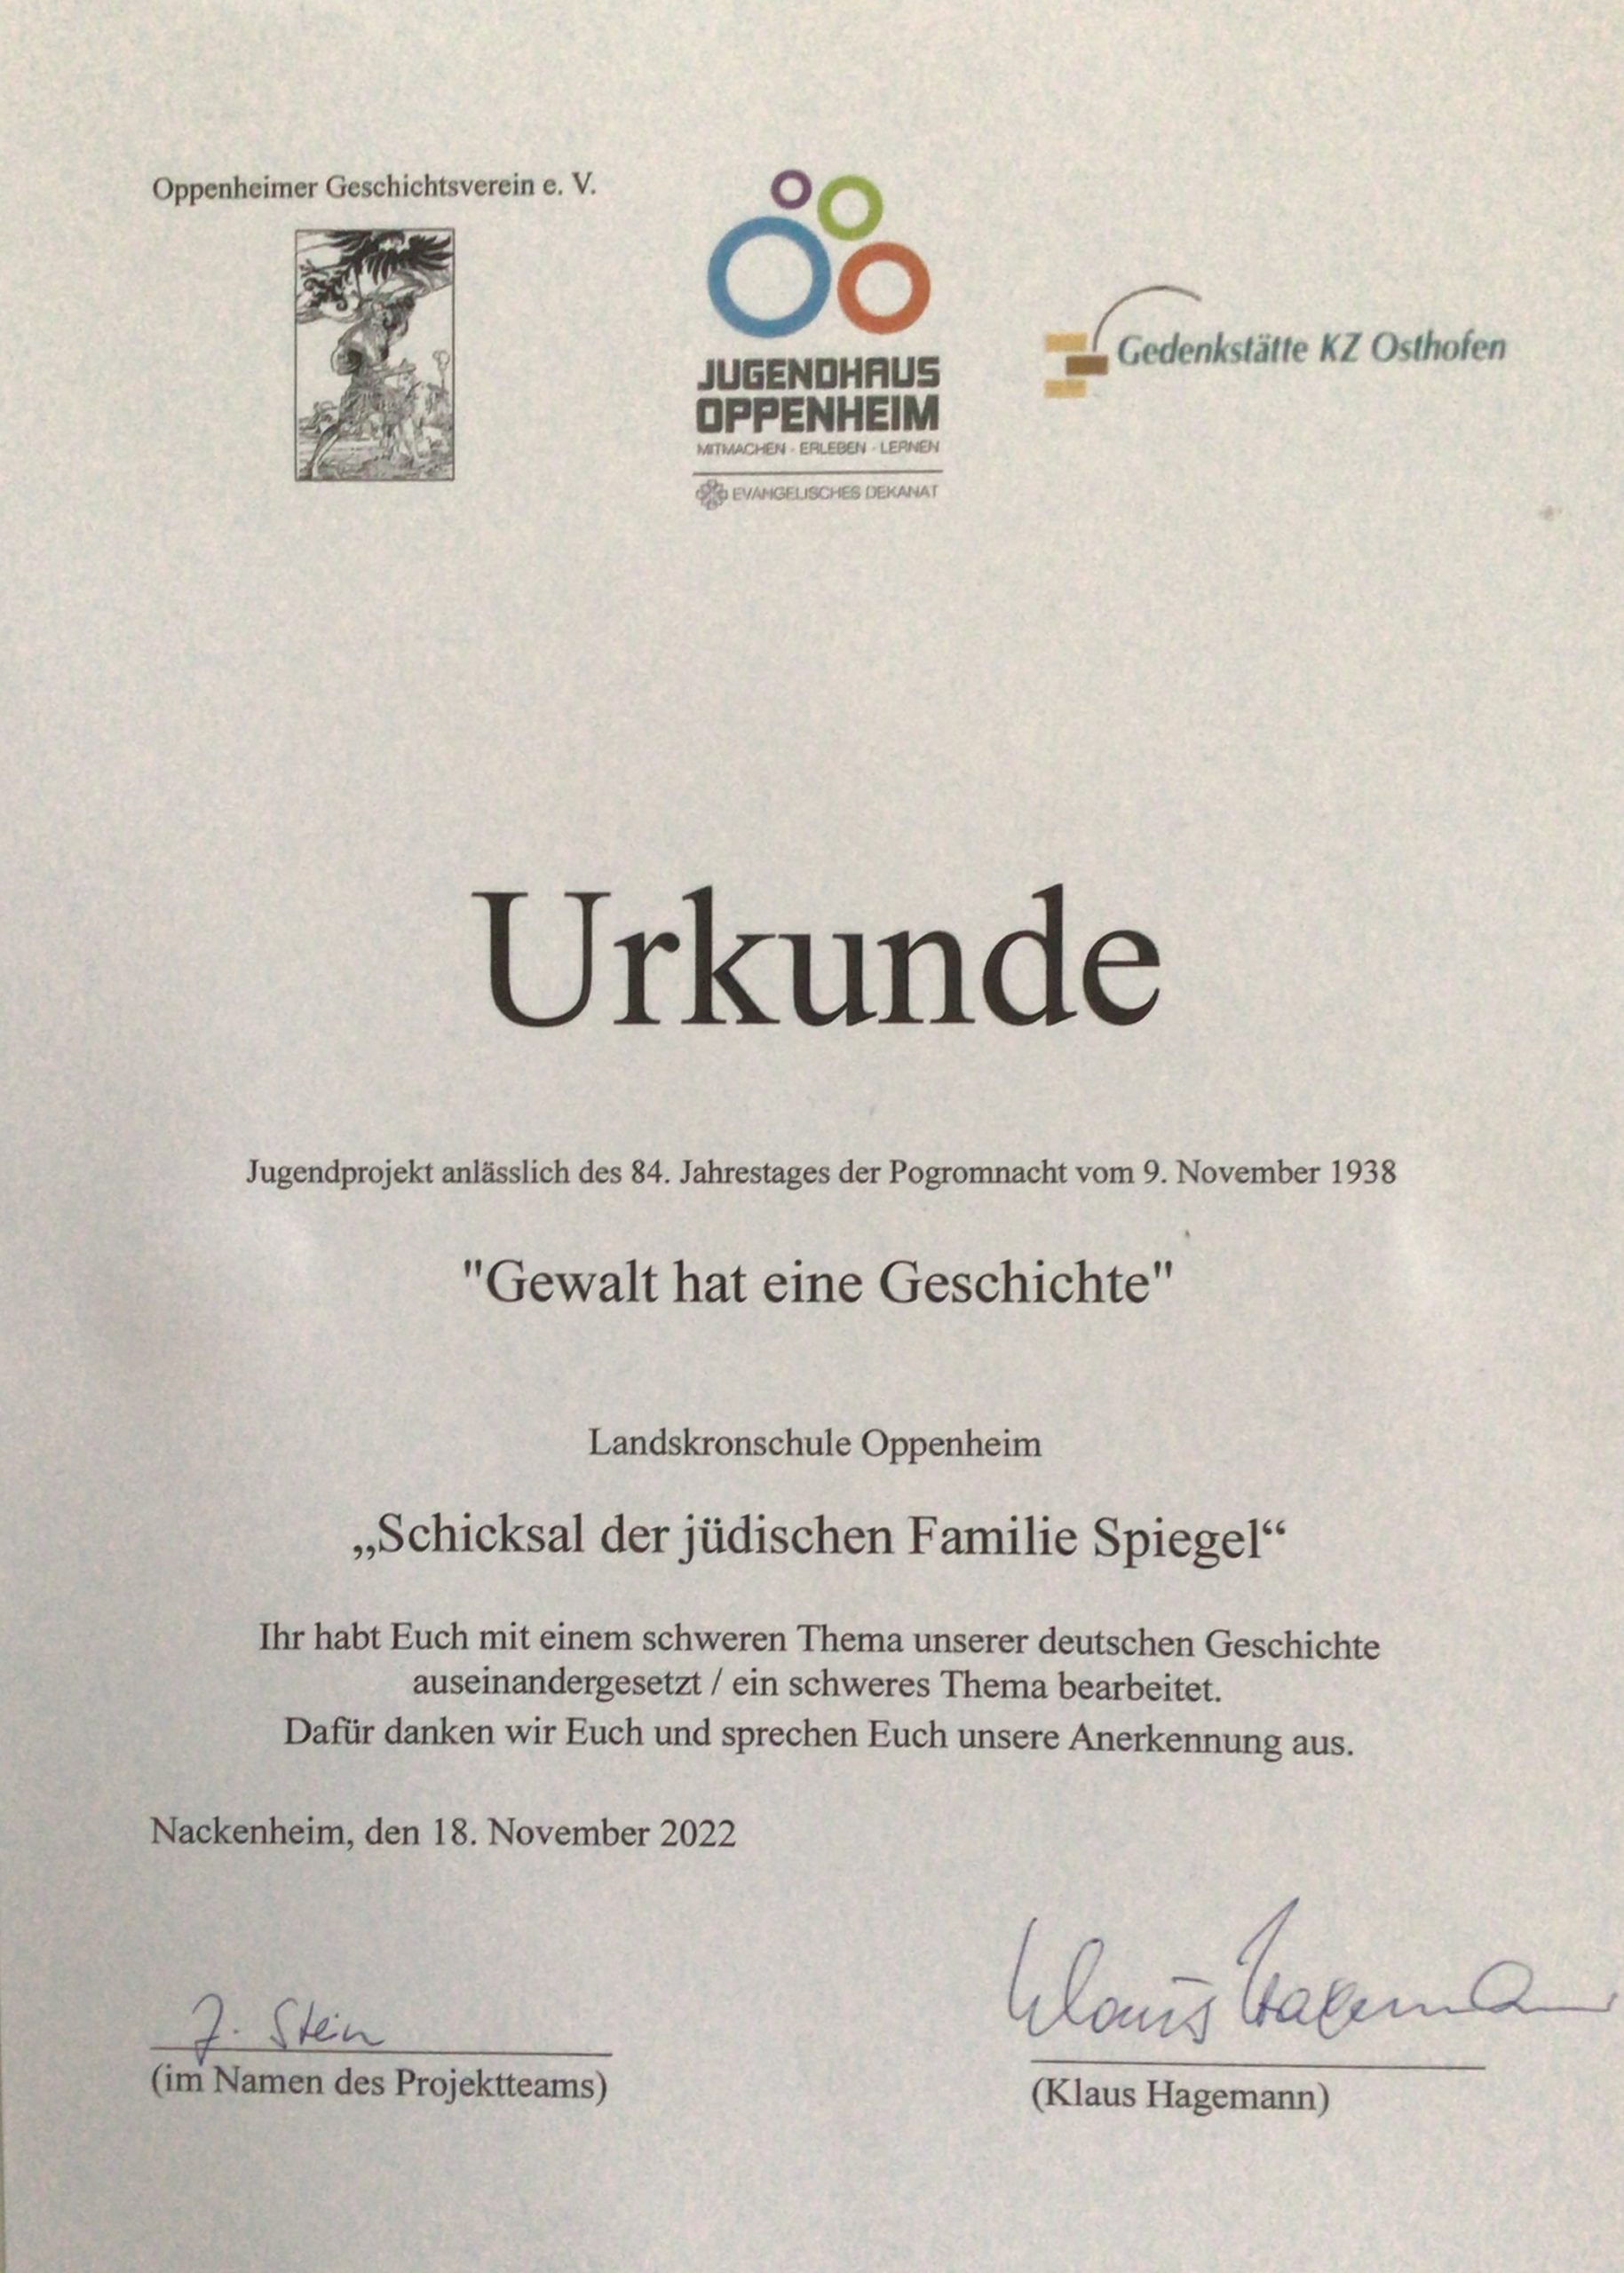 Oppenheimer Geschichtsverein e. V.
JUGENDHAUS
OPPENHEIM
MITMACHEN - ERLEBEN - LERNEN
EVANGELISCHES DEKANAT
Gedenkstätte KZ Osthofen
Urkunde
Jugendprojekt anlässlich des 84. Jahrestages der Pogromnacht vom 9. November 1938
"Gewalt hat eine Geschichte"
Landskronschule Oppenheim
„Schicksal der jüdischen Familie Spiegel“
Ihr habt Euch mit einem schweren Thema unserer deutschen Geschichte
auseinandergesetzt / ein schweres Thema bearbeitet.
Dafür danken wir Euch und sprechen Euch unsere Anerkennung aus.
Nackenheim, den 18. November 2022
J. Stein
Klaus Hagemann
(im Namen des Projektteams)
(Klaus Hagemann)